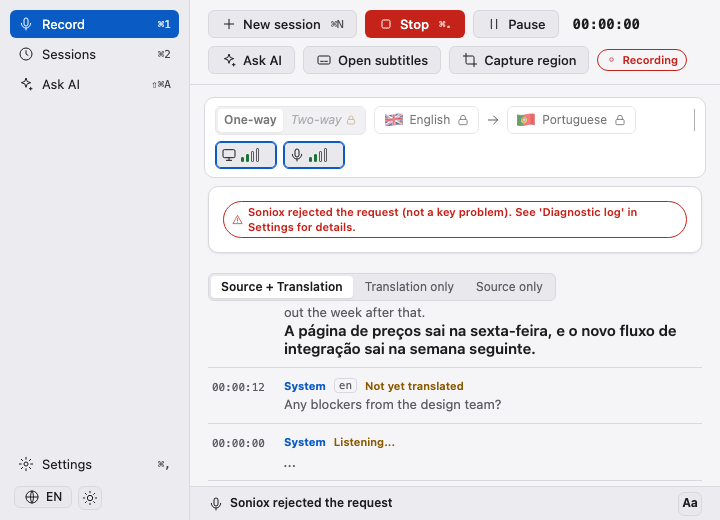 Record ⌘1
Sessions ⌘2
Ask AI ⇧⌘A
Settings ⌘,
EN
New session ⌘N
Stop ⌘.
Pause
00:00:00
Ask AI
Open subtitles
Capture region
Recording
One-way
Two-way
English
Portuguese
Soniox rejected the request (not a key problem). See 'Diagnostic log' in
Settings for details.
Source + Translation
Translation only
Source only
out the week after that.
A página de preços sai na sexta-feira, e o novo fluxo de
integração sai na semana seguinte.
00:00:12 System en Not yet translated
Any blockers from the design team?
00:00:00 System Listening...
...
Soniox rejected the request
Aa